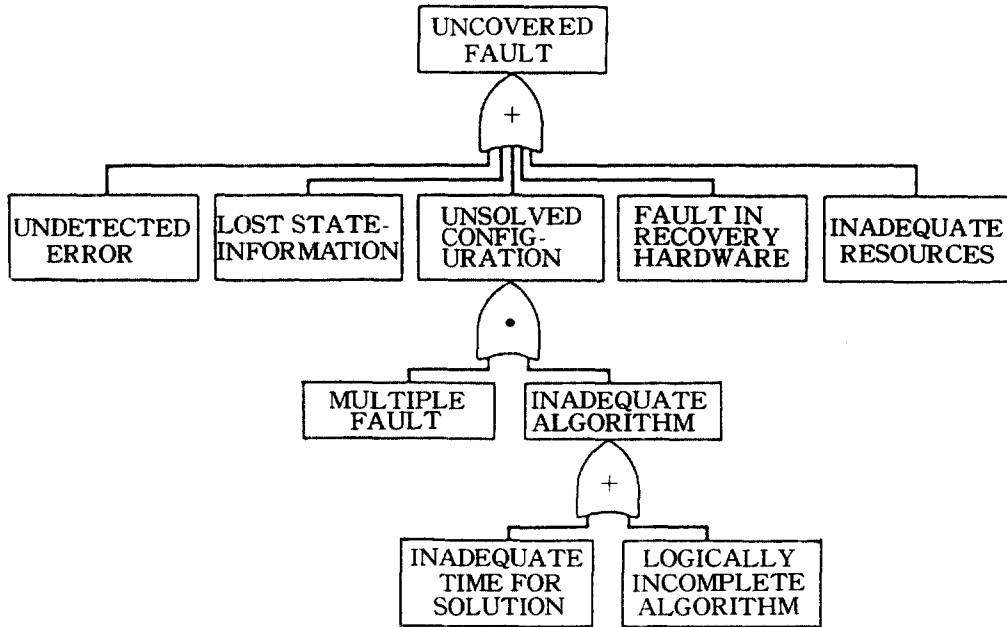 UNCOVERED
FAULT
+
UNDETECTED
ERROR
LOST STATE-
INFORMATION
UNSOLVED
CONFIG-
URATION
FAULT IN
RECOVERY
HARDWARE
INADEQUATE
RESOURCES
•
MULTIPLE
FAULT
INADEQUATE
ALGORITHM
+
INADEQUATE
TIME FOR
SOLUTION
LOGICALLY
INCOMPLETE
ALGORITHM